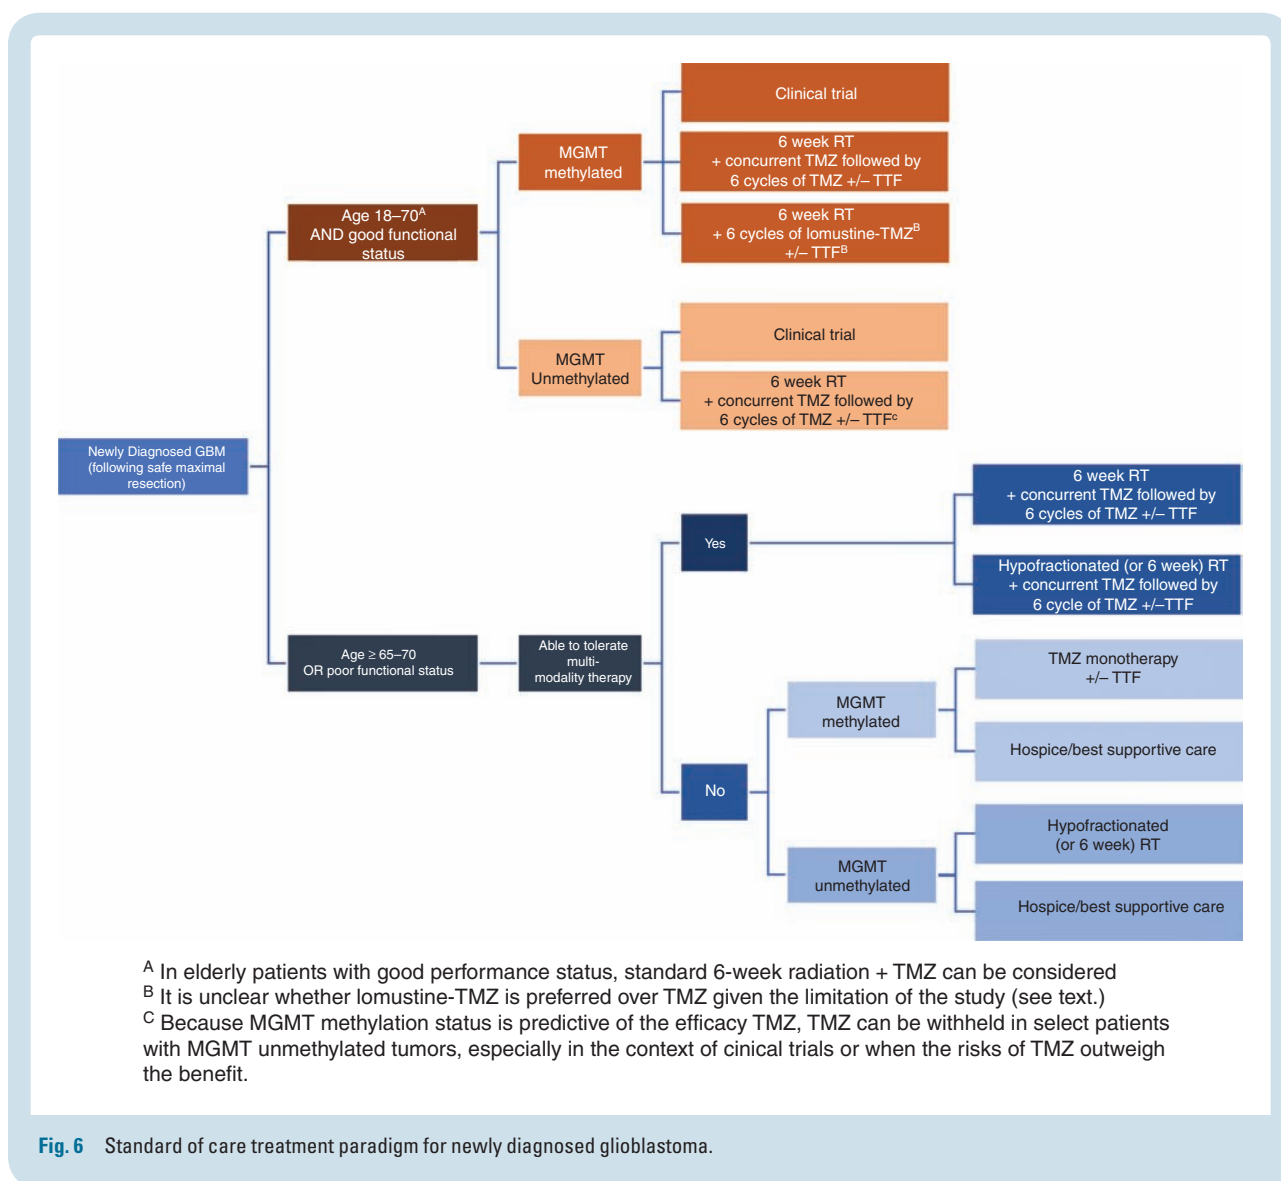 Clinical trial
MGMT
methylated
6 week RT
+ concurrent TMZ followed by
6 cycles of TMZ +/– TTF
Age 18–70ᴬ
AND good functional
status
6 week RT
+ 6 cycles of lomustine-TMZᴮ
+/– TTFᴮ
Clinical trial
MGMT
Unmethylated
6 week RT
+ concurrent TMZ followed by
6 cycles of TMZ +/– TTFᶜ
Newly Diagnosed GBM
(following safe maximal
resection)
6 week RT
+ concurrent TMZ followed by
6 cycles of TMZ +/– TTF
Yes
Hypofractionated (or 6 week) RT
+ concurrent TMZ followed by
6 cycle of TMZ +/–TTF
Age ≥ 65–70
OR poor functional status
Able to tolerate
multi-
modality therapy
TMZ monotherapy
+/– TTF
MGMT
methylated
Hospice/best supportive care
No
Hypofractionated
(or 6 week) RT
MGMT
unmethylated
Hospice/best supportive care
ᴬ In elderly patients with good performance status, standard 6-week radiation + TMZ can be considered
ᴮ It is unclear whether lomustine-TMZ is preferred over TMZ given the limitation of the study (see text.)
ᶜ Because MGMT methylation status is predictive of the efficacy TMZ, TMZ can be withheld in select patients
with MGMT unmethylated tumors, especially in the context of cinical trials or when the risks of TMZ outweigh
the benefit.
Fig. 6 Standard of care treatment paradigm for newly diagnosed glioblastoma.